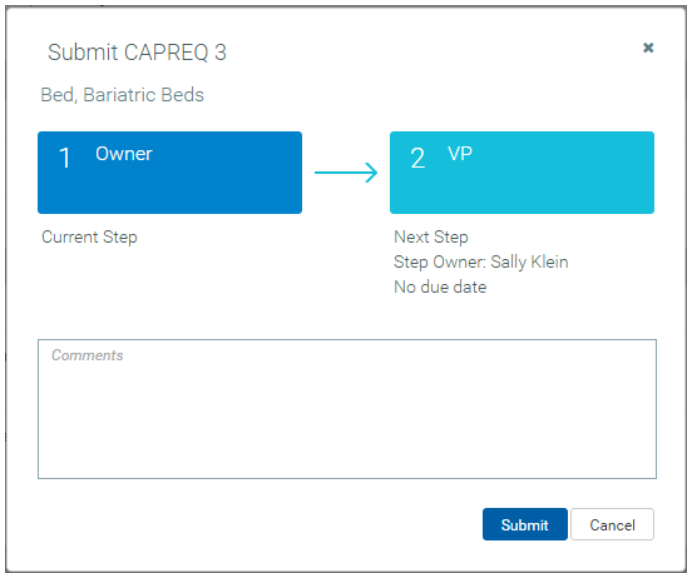 Submit CAPREQ 3
Bed, Bariatric Beds
1 Owner
2 VP
Current Step
Next Step
Step Owner: Sally Klein
No due date
Comments
Submit
Cancel